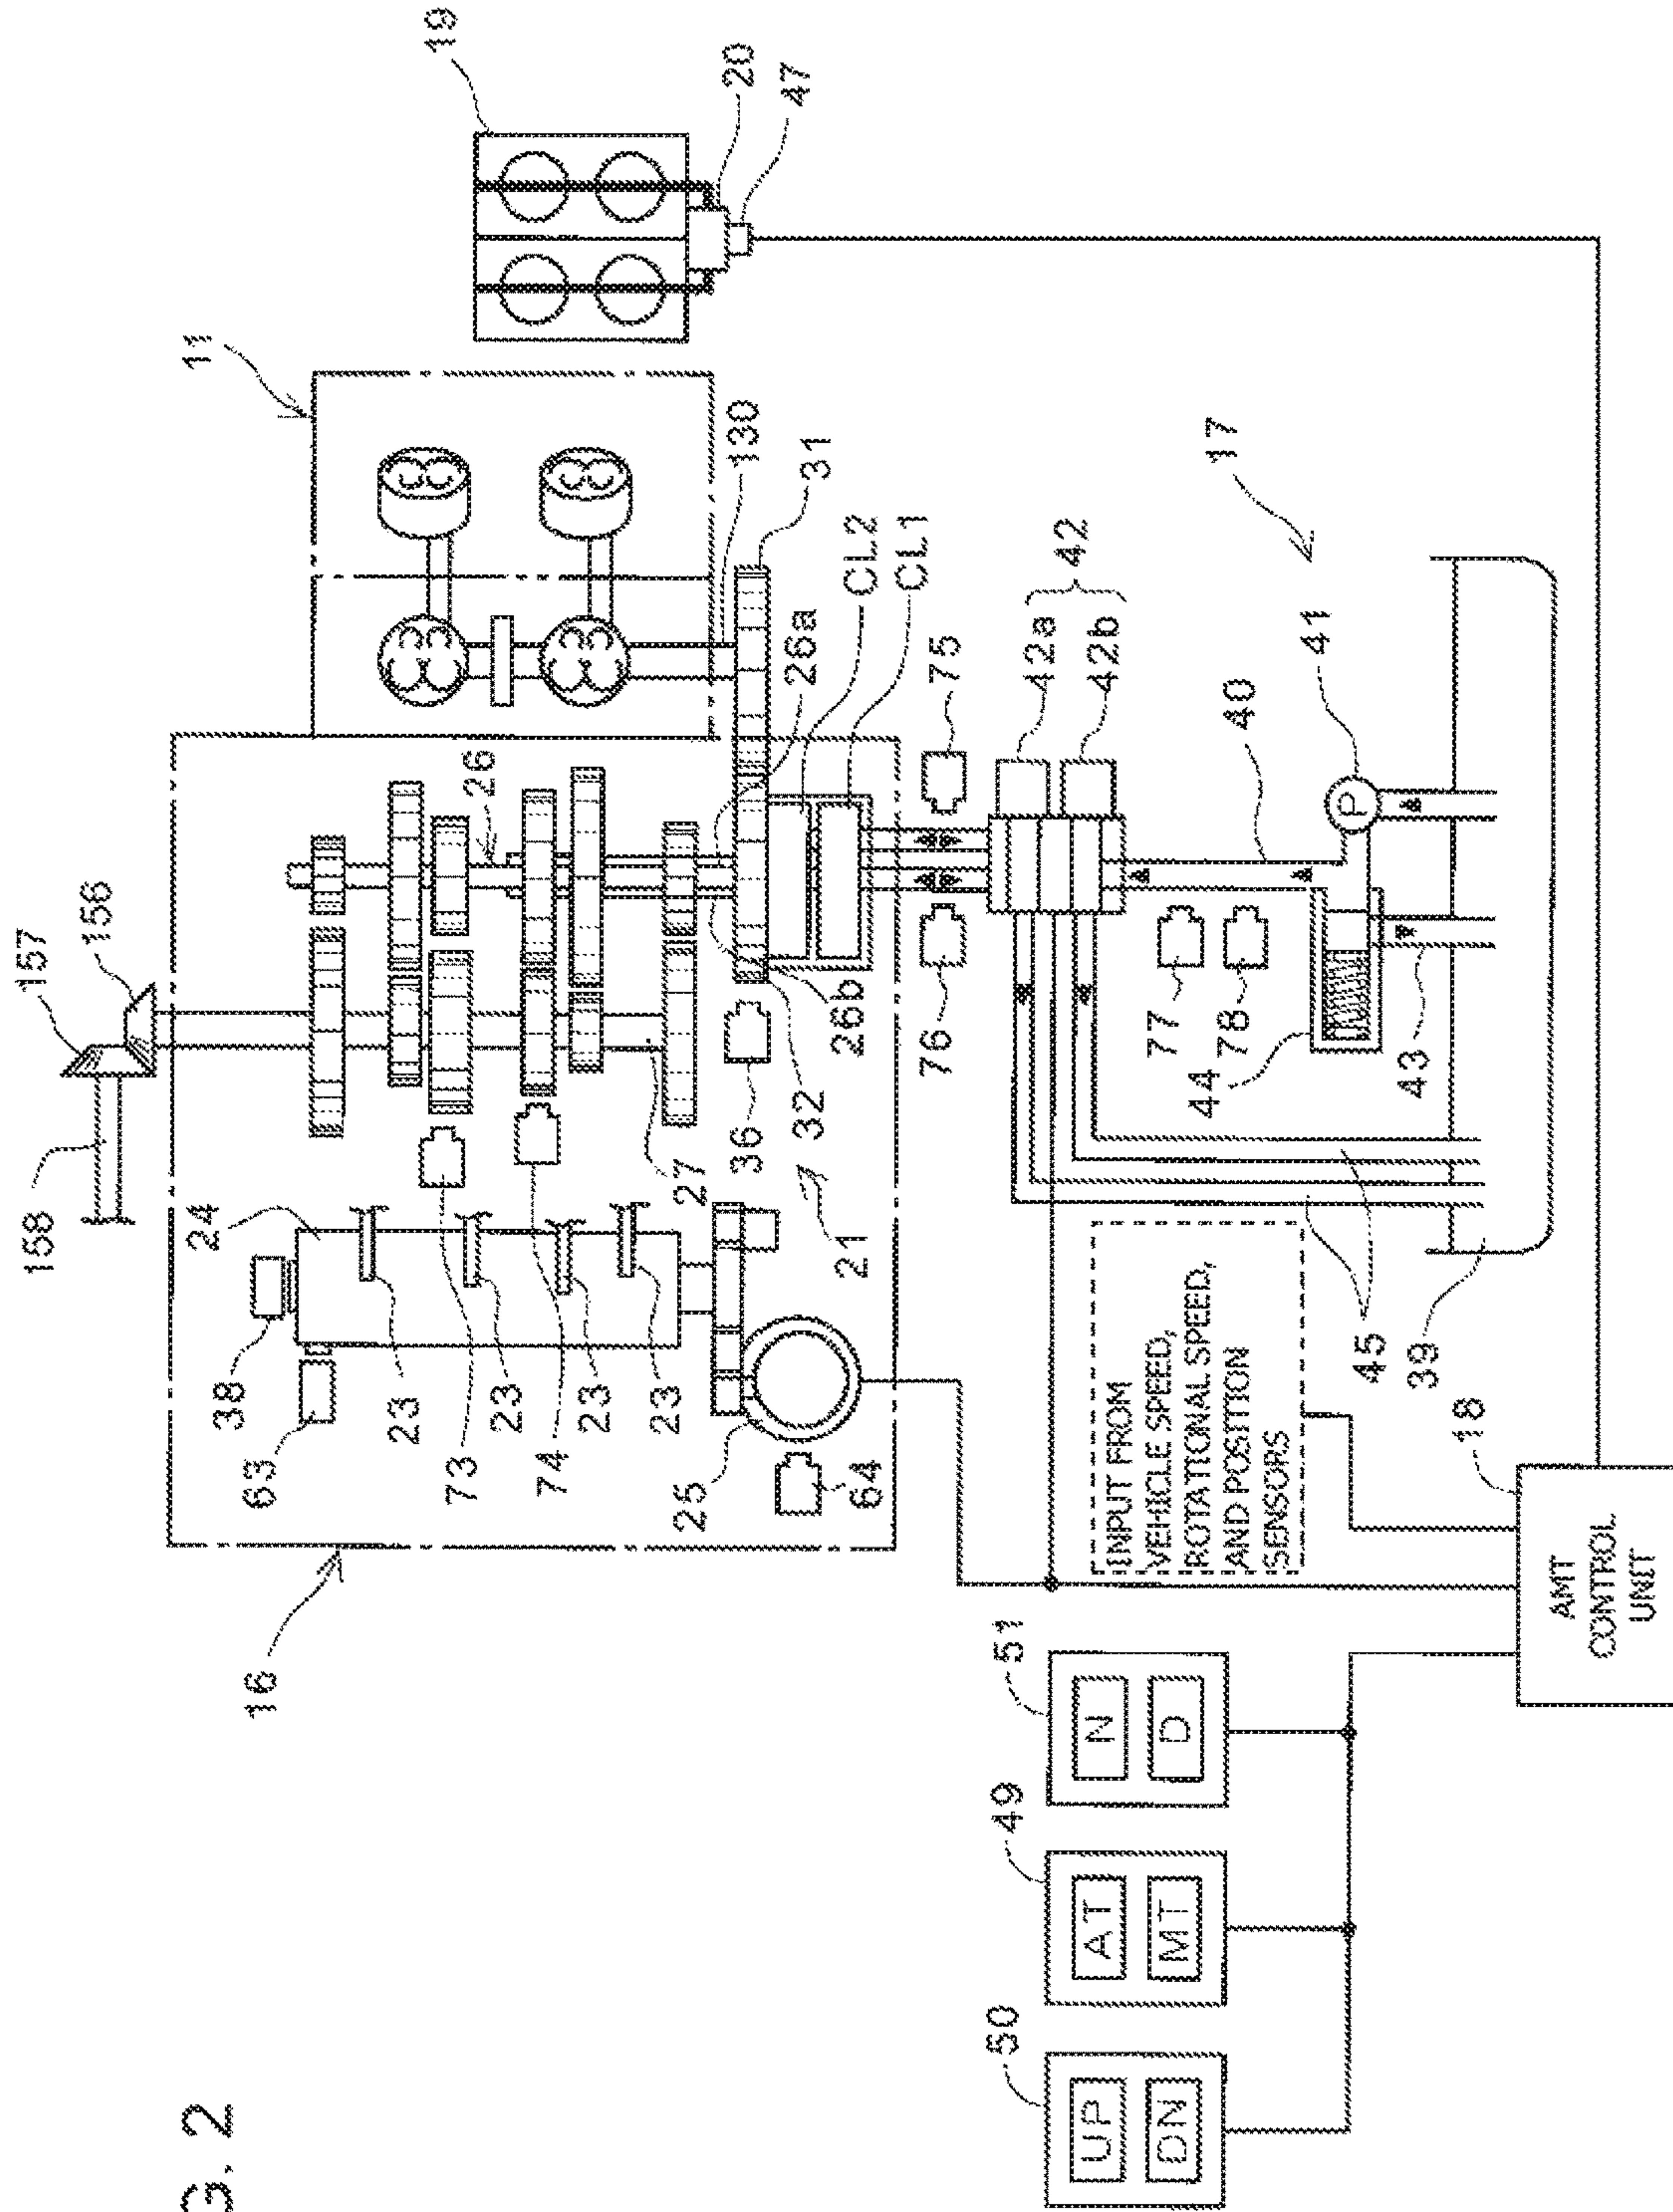 G. 2
16
157
156
158
24
38
63
23
23
23
23
73
74
25
64
21
27
26
36
32
26b
26a
11
130
31
CL2
CL1
19
20
47
17
42
42a
42b
75
76
77
78
40
41
P
44
43
45
39
18
INPUT FROM
VEHICLE SPEED,
ROTATIONAL SPEED,
AND POSITION
SENSORS
AMT
CONTROL
UNIT
51
N
D
49
AT
MT
50
UP
DN